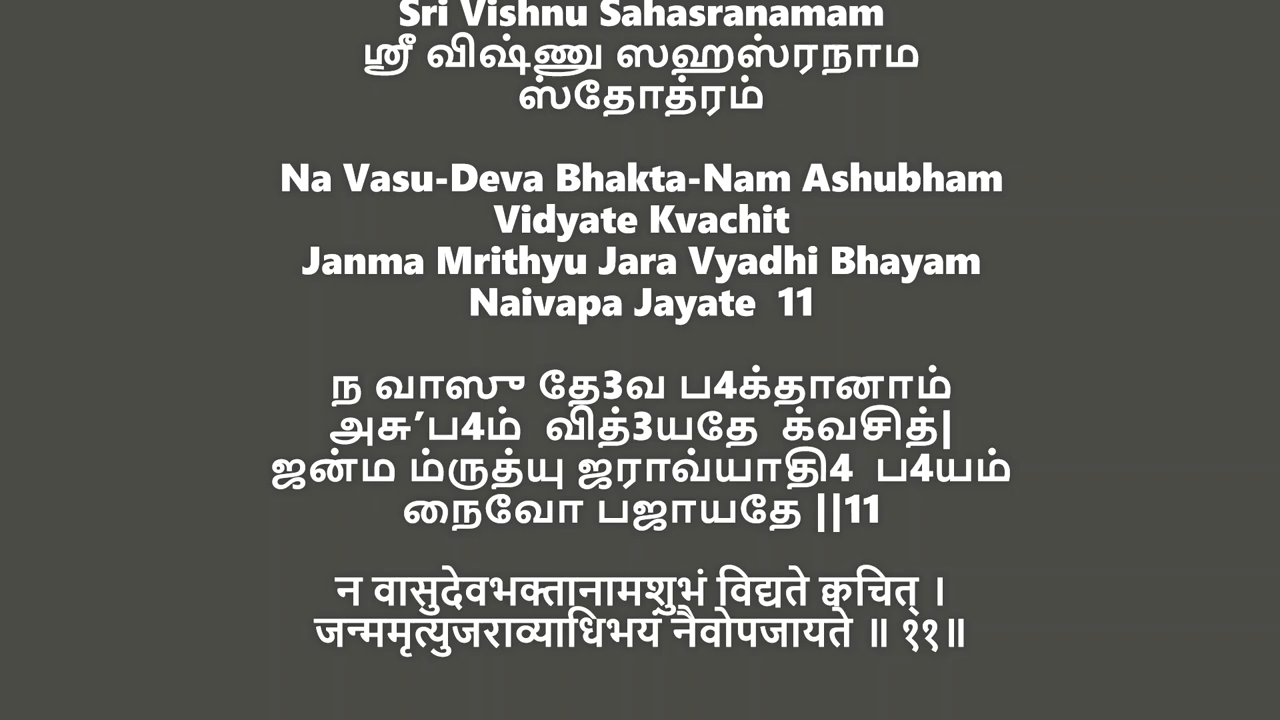 Sri Vishnu Sahasranamam
ஸ்ரீ விஷ்ணு ஸஹஸ்ரநாம
ஸ்தோத்ரம்
Na Vasu-Deva Bhakta-Nam Ashubham
Vidyate Kvachit
Janma Mrithyu Jara Vyadhi Bhayam
Naivapa Jayate  11
ந வாஸு தே3வ ப4க்தானாம்
அசு’ப4ம்  வித்3யதே  க்வசித்|
ஜன்ம ம்ருத்யு ஜராவ்யாதி4  ப4யம்
நைவோ பஜாயதே ||11
न वासुदेवभक्तानामशुभं विद्यते क्वचित् ।
जन्ममृत्युजराव्याधिभयं नैवोपजायते ॥ ११॥